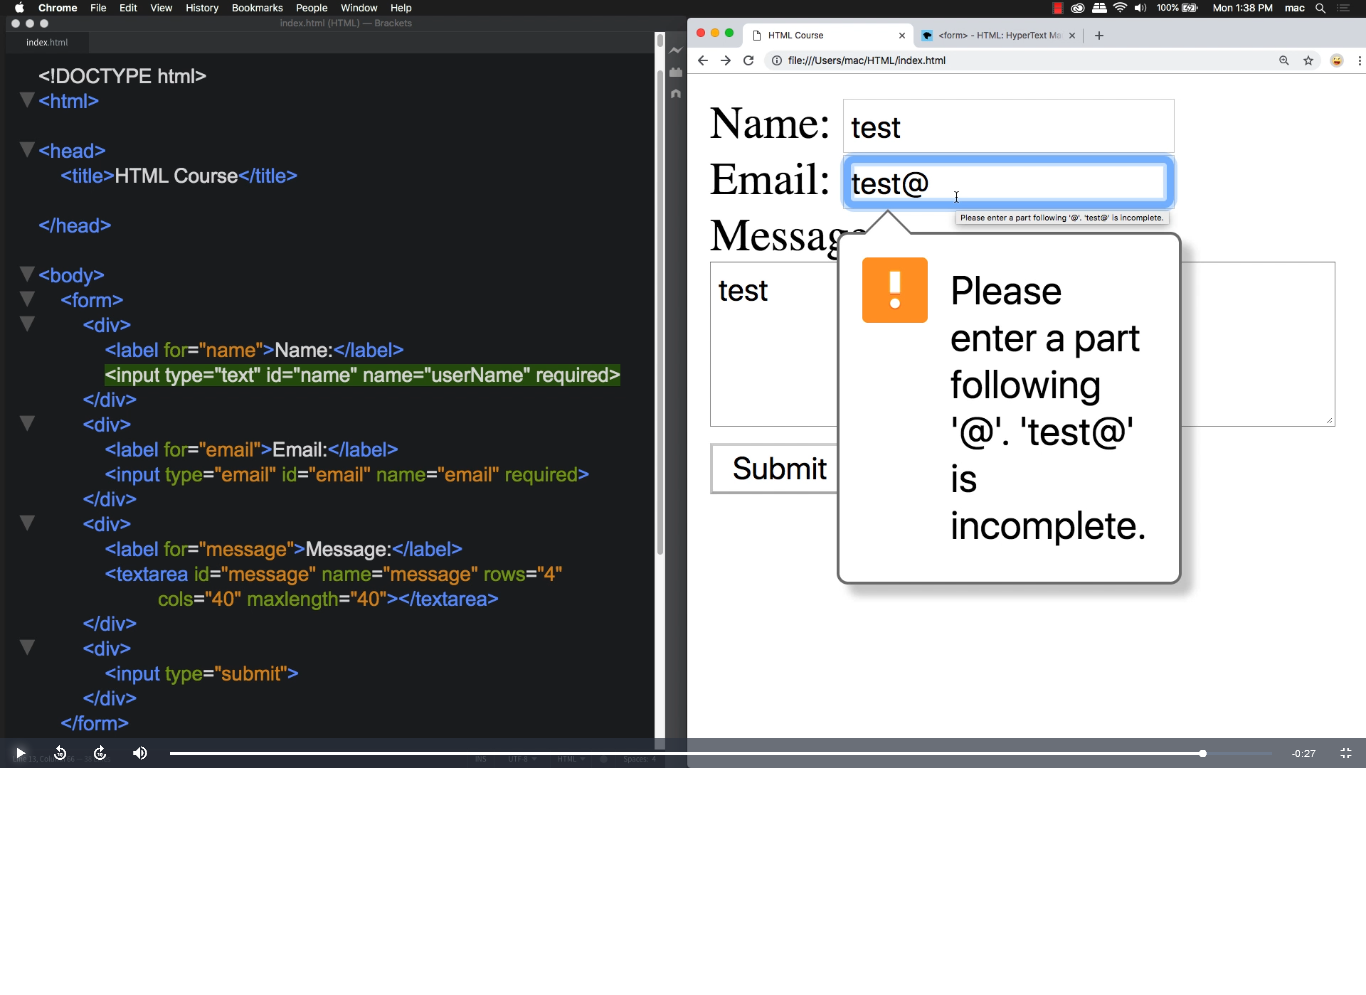 Chrome File Edit View History Bookmarks People Window Help 100% Mon 1:38 PM mac
index.html (HTML) — Brackets
index.html
<!DOCTYPE html>
<html>
<head>
<title>HTML Course</title>
</head>
<body>
<form>
<div>
<label for="name">Name:</label>
<input type="text" id="name" name="userName" required>
</div>
<div>
<label for="email">Email:</label>
<input type="email" id="email" name="email" required>
</div>
<div>
<label for="message">Message:</label>
<textarea id="message" name="message" rows="4"
cols="40" maxlength="40"></textarea>
</div>
<div>
<input type="submit">
</div>
</form>
INS UTF-8 HTML Spaces: 4
HTML Course <form> - HTML: HyperText
file:///Users/mac/HTML/index.html
Name: test
Email: test@
Please enter a part following '@'. 'test@' is incomplete.
Messag
test
Please
enter a part
following
'@'. 'test@'
is
incomplete.
Submit
-0:27